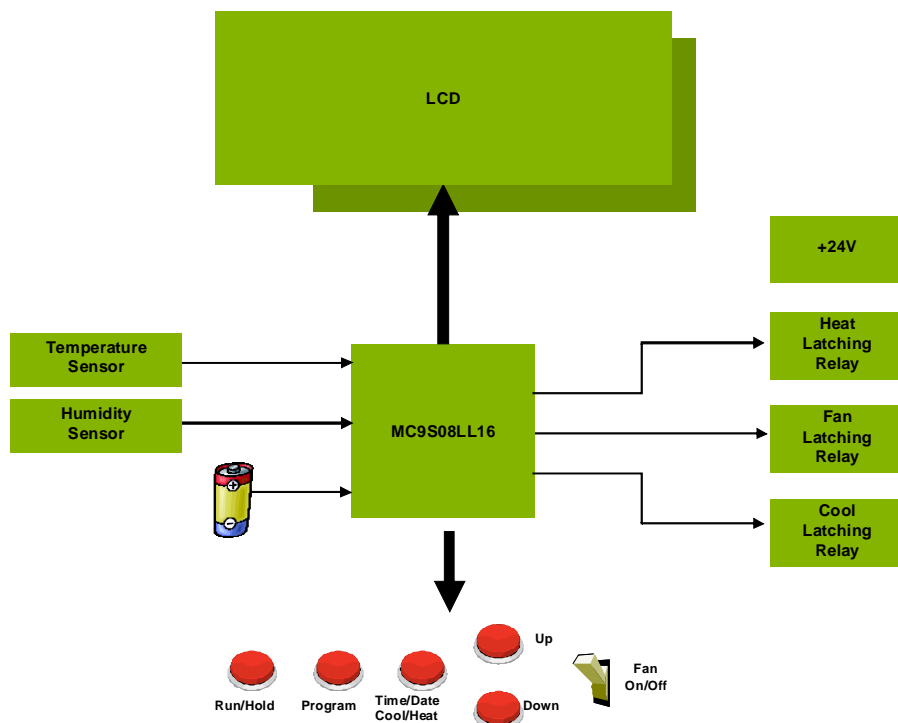 LCD
+24V
Heat
Latching
Relay
Temperature
Sensor
Humidity
Sensor
MC9S08LL16
Fan
Latching
Relay
+
-
Cool
Latching
Relay
Up
Fan
On/Off
Run/Hold
Program
Time/Date
Cool/Heat
Down